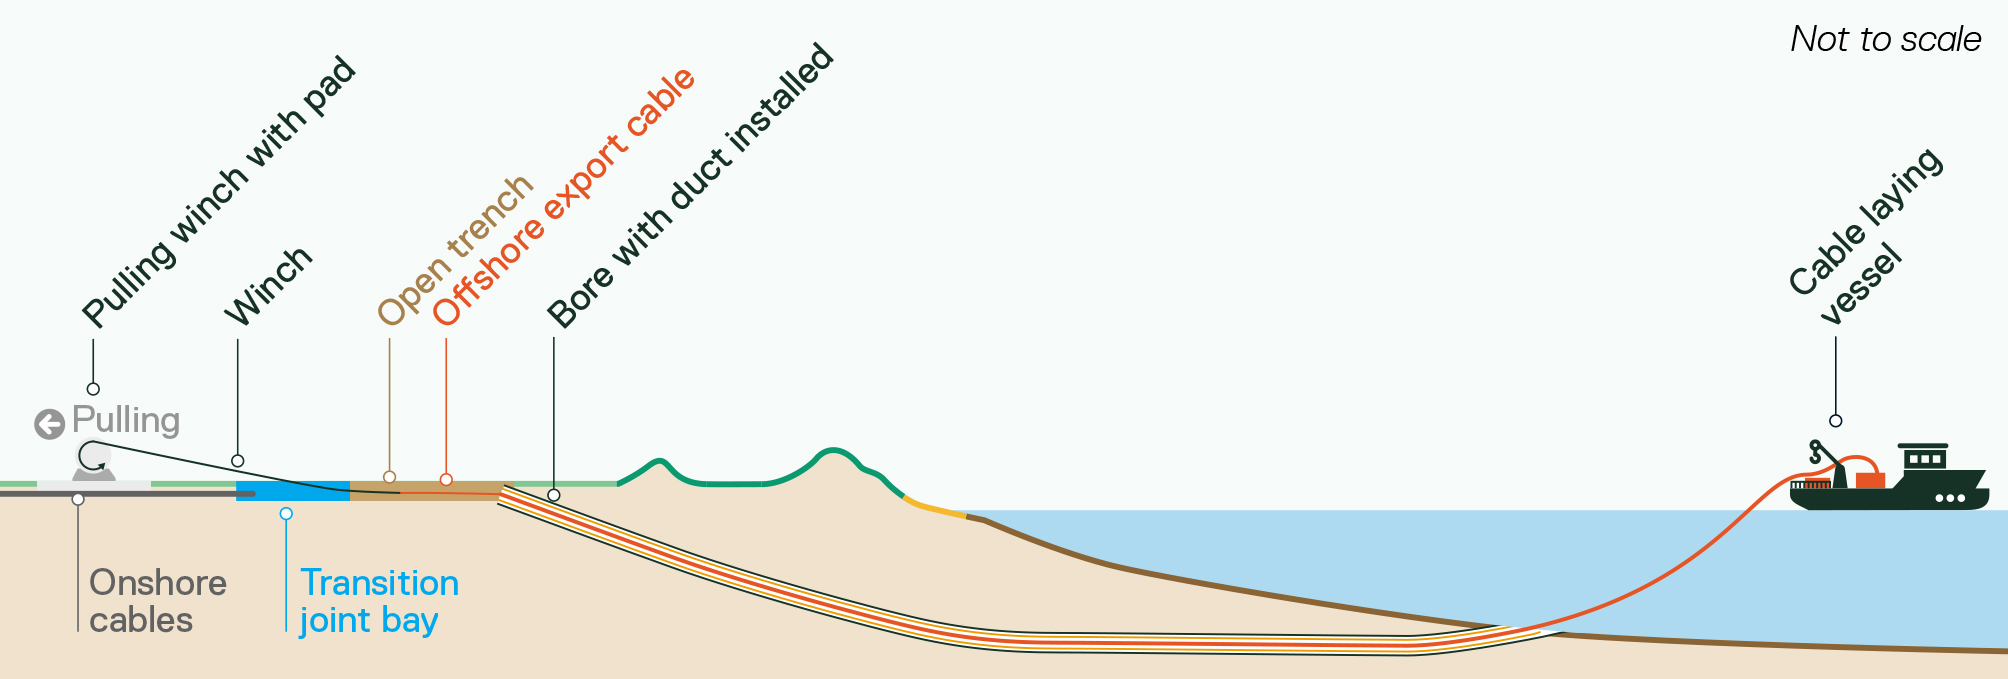 Not to scale
Pulling winch with pad
Winch
Open trench
Offshore export cable
Bore with duct installed
Cable laying
vessel
Pulling
Onshore
cables
Transition
joint bay